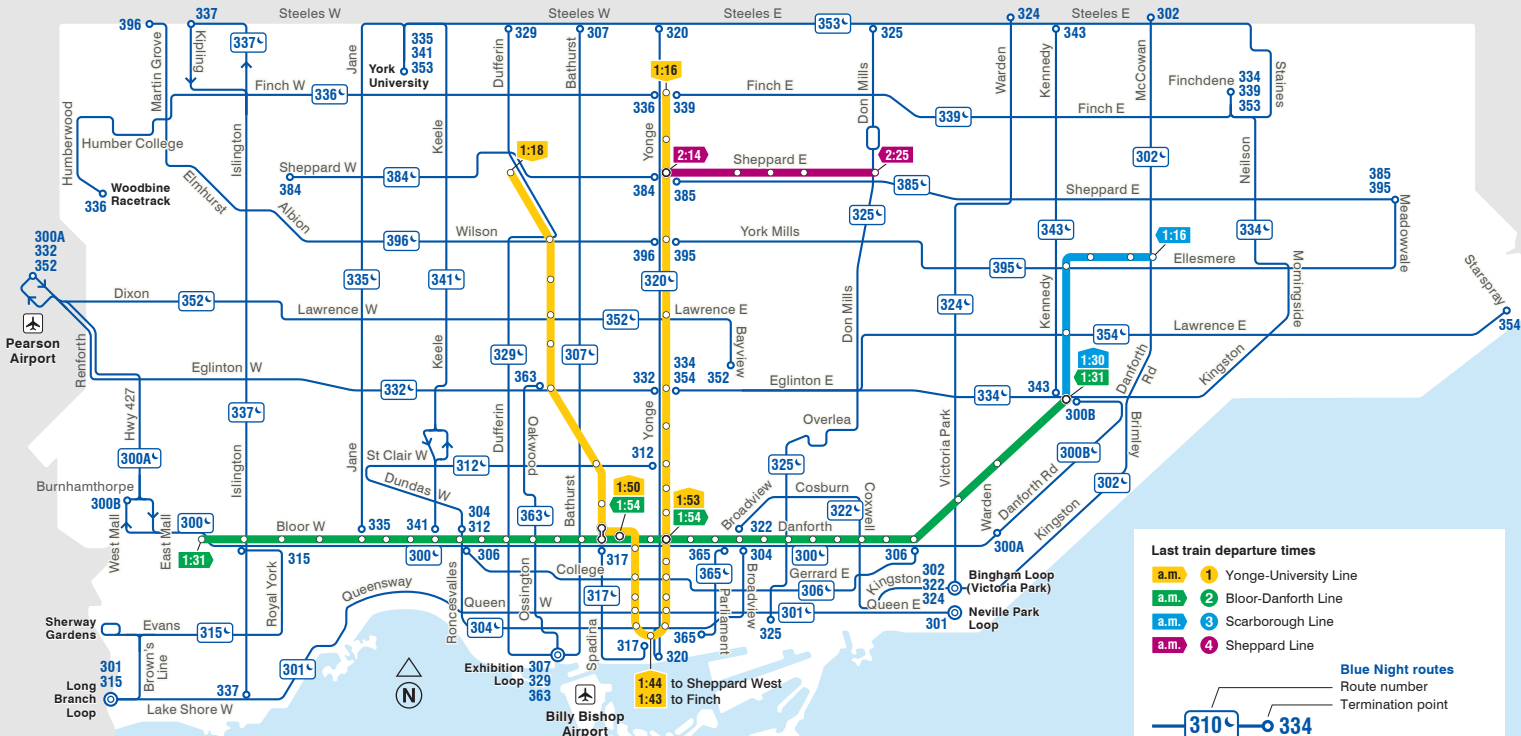 337
Steeles W
Steeles W
Steeles E
353
324
Steeles E
302
396
Kipling
337
Martin Grove
Jane
335
341
353
York
University
329
Dufferin
307
Bathurst
320
325
Don Mills
Warden
343
Kennedy
McCowan
Staines
1:16
Finch W
336
336
339
Finch E
339
Finch E
Finchdene
334
339
353
Humberwood
Humber College
Islington
Keele
Yonge
1:18
2:14
Sheppard E
2:25
302
Neilson
Sheppard W
384
384
384
385
385
Sheppard E
385
395
Meadowvale
Woodbine
Racetrack
336
Elmhurst
Albion
396
Wilson
396
395
York Mills
325
343
334
1:16
Ellesmere
395
300A
332
352
Pearson
Airport
335
341
320
Morningside
Starspray
354
Dixon
352
Lawrence W
352
Lawrence E
324
Kennedy
354
Lawrence E
Renforth
Keele
329
307
Bayview
352
Don Mills
1:30
1:31
Danforth
Rd
Kingston
Eglinton W
332
363
332
334
354
Eglinton E
334
343
300B
Hwy 427
337
Jane
Dufferin
Oakwood
Yonge
Overlea
Victoria Park
Brimley
300A
St Clair W
312
312
325
300B
Burnhamthorpe
300B
Islington
Dundas W
Bathurst
1:50
1:54
1:53
1:54
Broadview
Cosburn
322
Coxwell
Warden
Danforth Rd
302
Kingston
West Mall
East Mall
300
Bloor W
335
341
304
312
363
322
Danforth
1:31
315
300
306
317
365
304
300
306
300A
College
365
Gerrard E
306
302
322
324
Bingham Loop
(Victoria Park)
Kingston
Royal York
Queensway
Roncesvalles
Ossington
317
Parliament
Broadview
Queen
W
301
Queen E
301
Neville Park
Loop
Sherway
Gardens
Evans
315
304
Spadina
317
365
325
Brown's
Line
301
320
301
315
Long
Branch
Loop
337
Lake Shore W
N
Exhibition
Loop
307
329
363
Billy Bishop
Airport
1:44
to Sheppard West
1:43
to Finch
Last train departure times
a.m. 1 Yonge-University Line
a.m. 2 Bloor-Danforth Line
a.m. 3 Scarborough Line
a.m. 4 Sheppard Line
Blue Night routes
Route number
Termination point
310
334